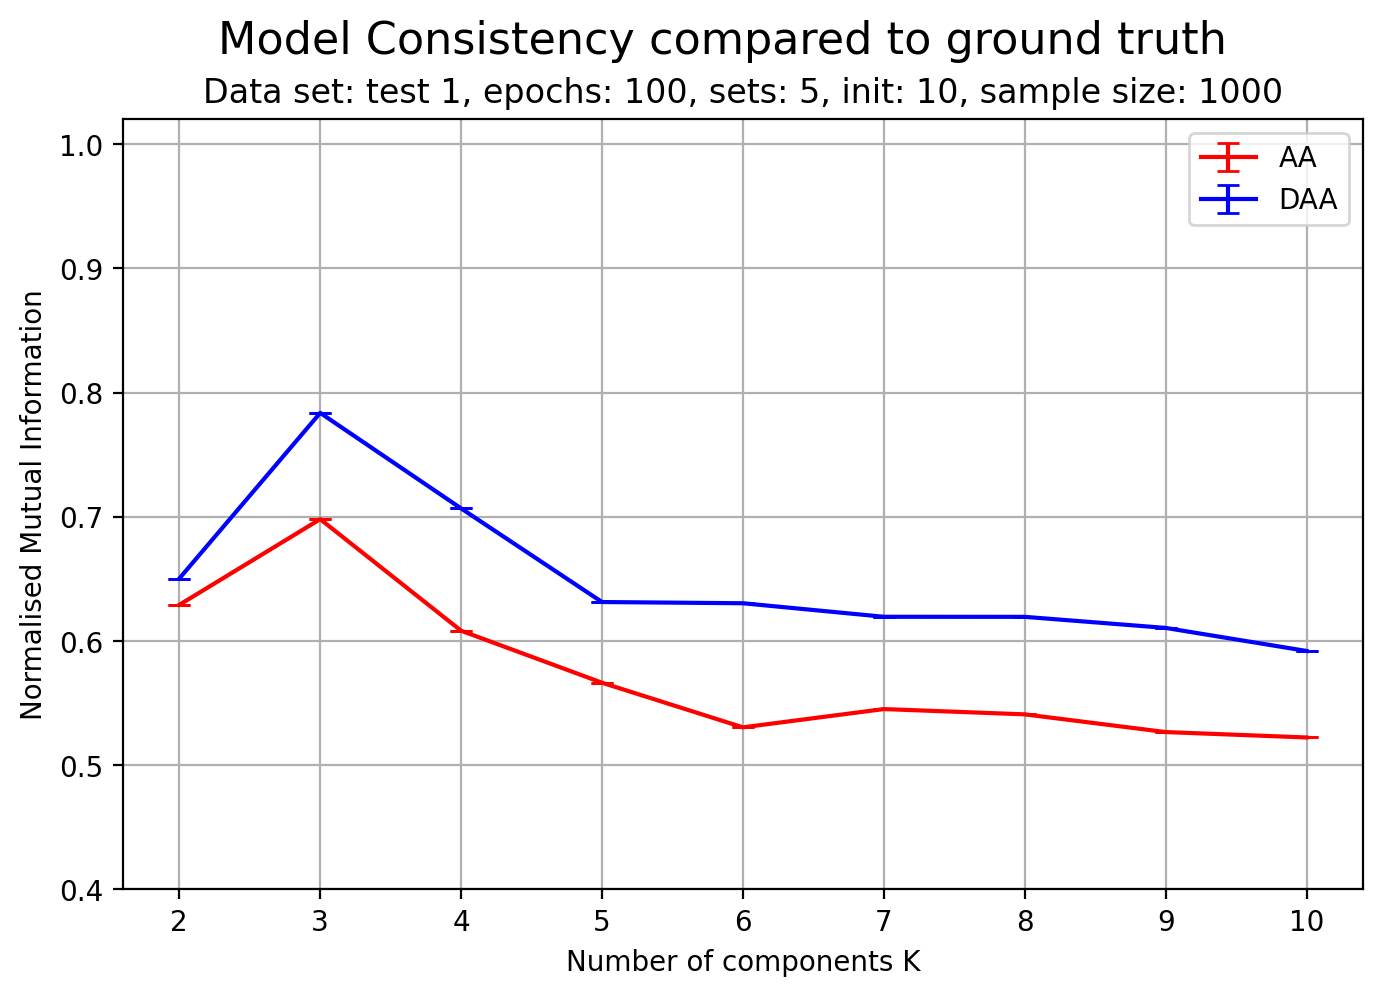 Model Consistency compared to ground truth
Data set: test 1, epochs: 100, sets: 5, init: 10, sample size: 1000
AA
DAA
Normalised Mutual Information
1.0
0.9
0.8
0.7
0.6
0.5
0.4
2 3 4 5 6 7 8 9 10
Number of components K